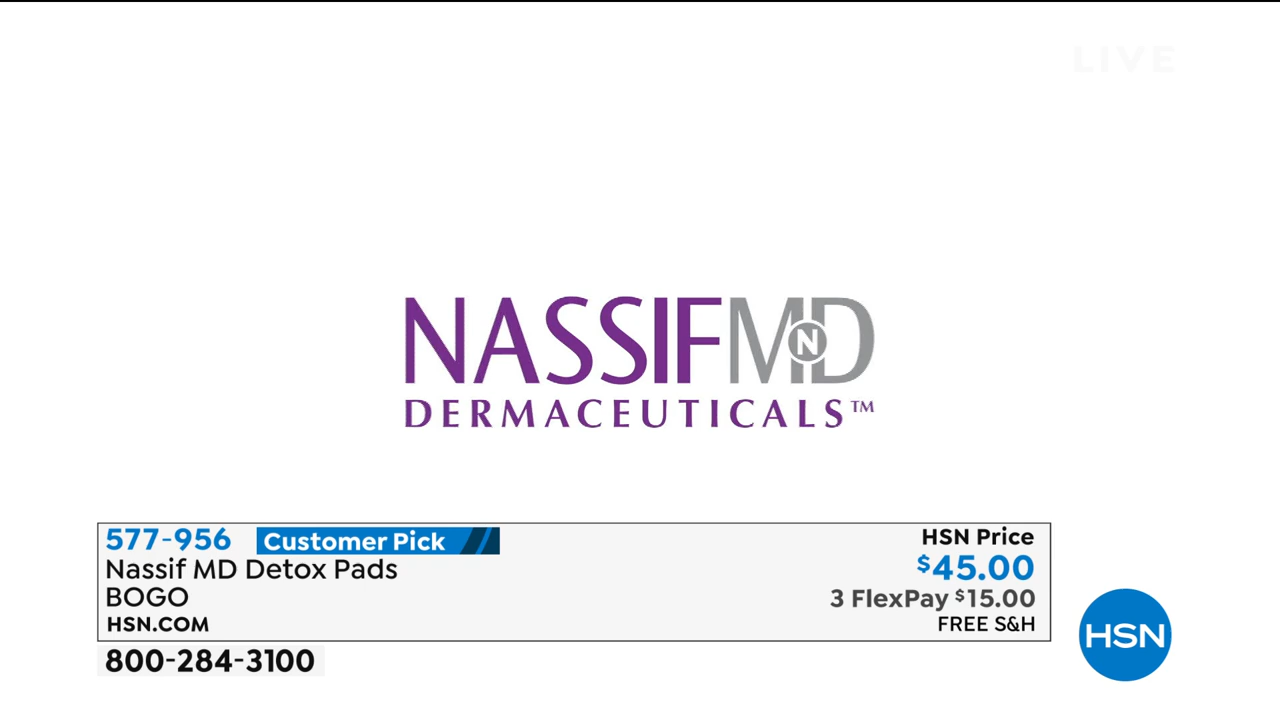 LIVE
NASSIFMD
N
DERMACEUTICALS™
577-956 Customer Pick
Nassif MD Detox Pads
BOGO
HSN.COM
HSN Price
$45.00
3 FlexPay $15.00
FREE S&H
800-284-3100
HSN